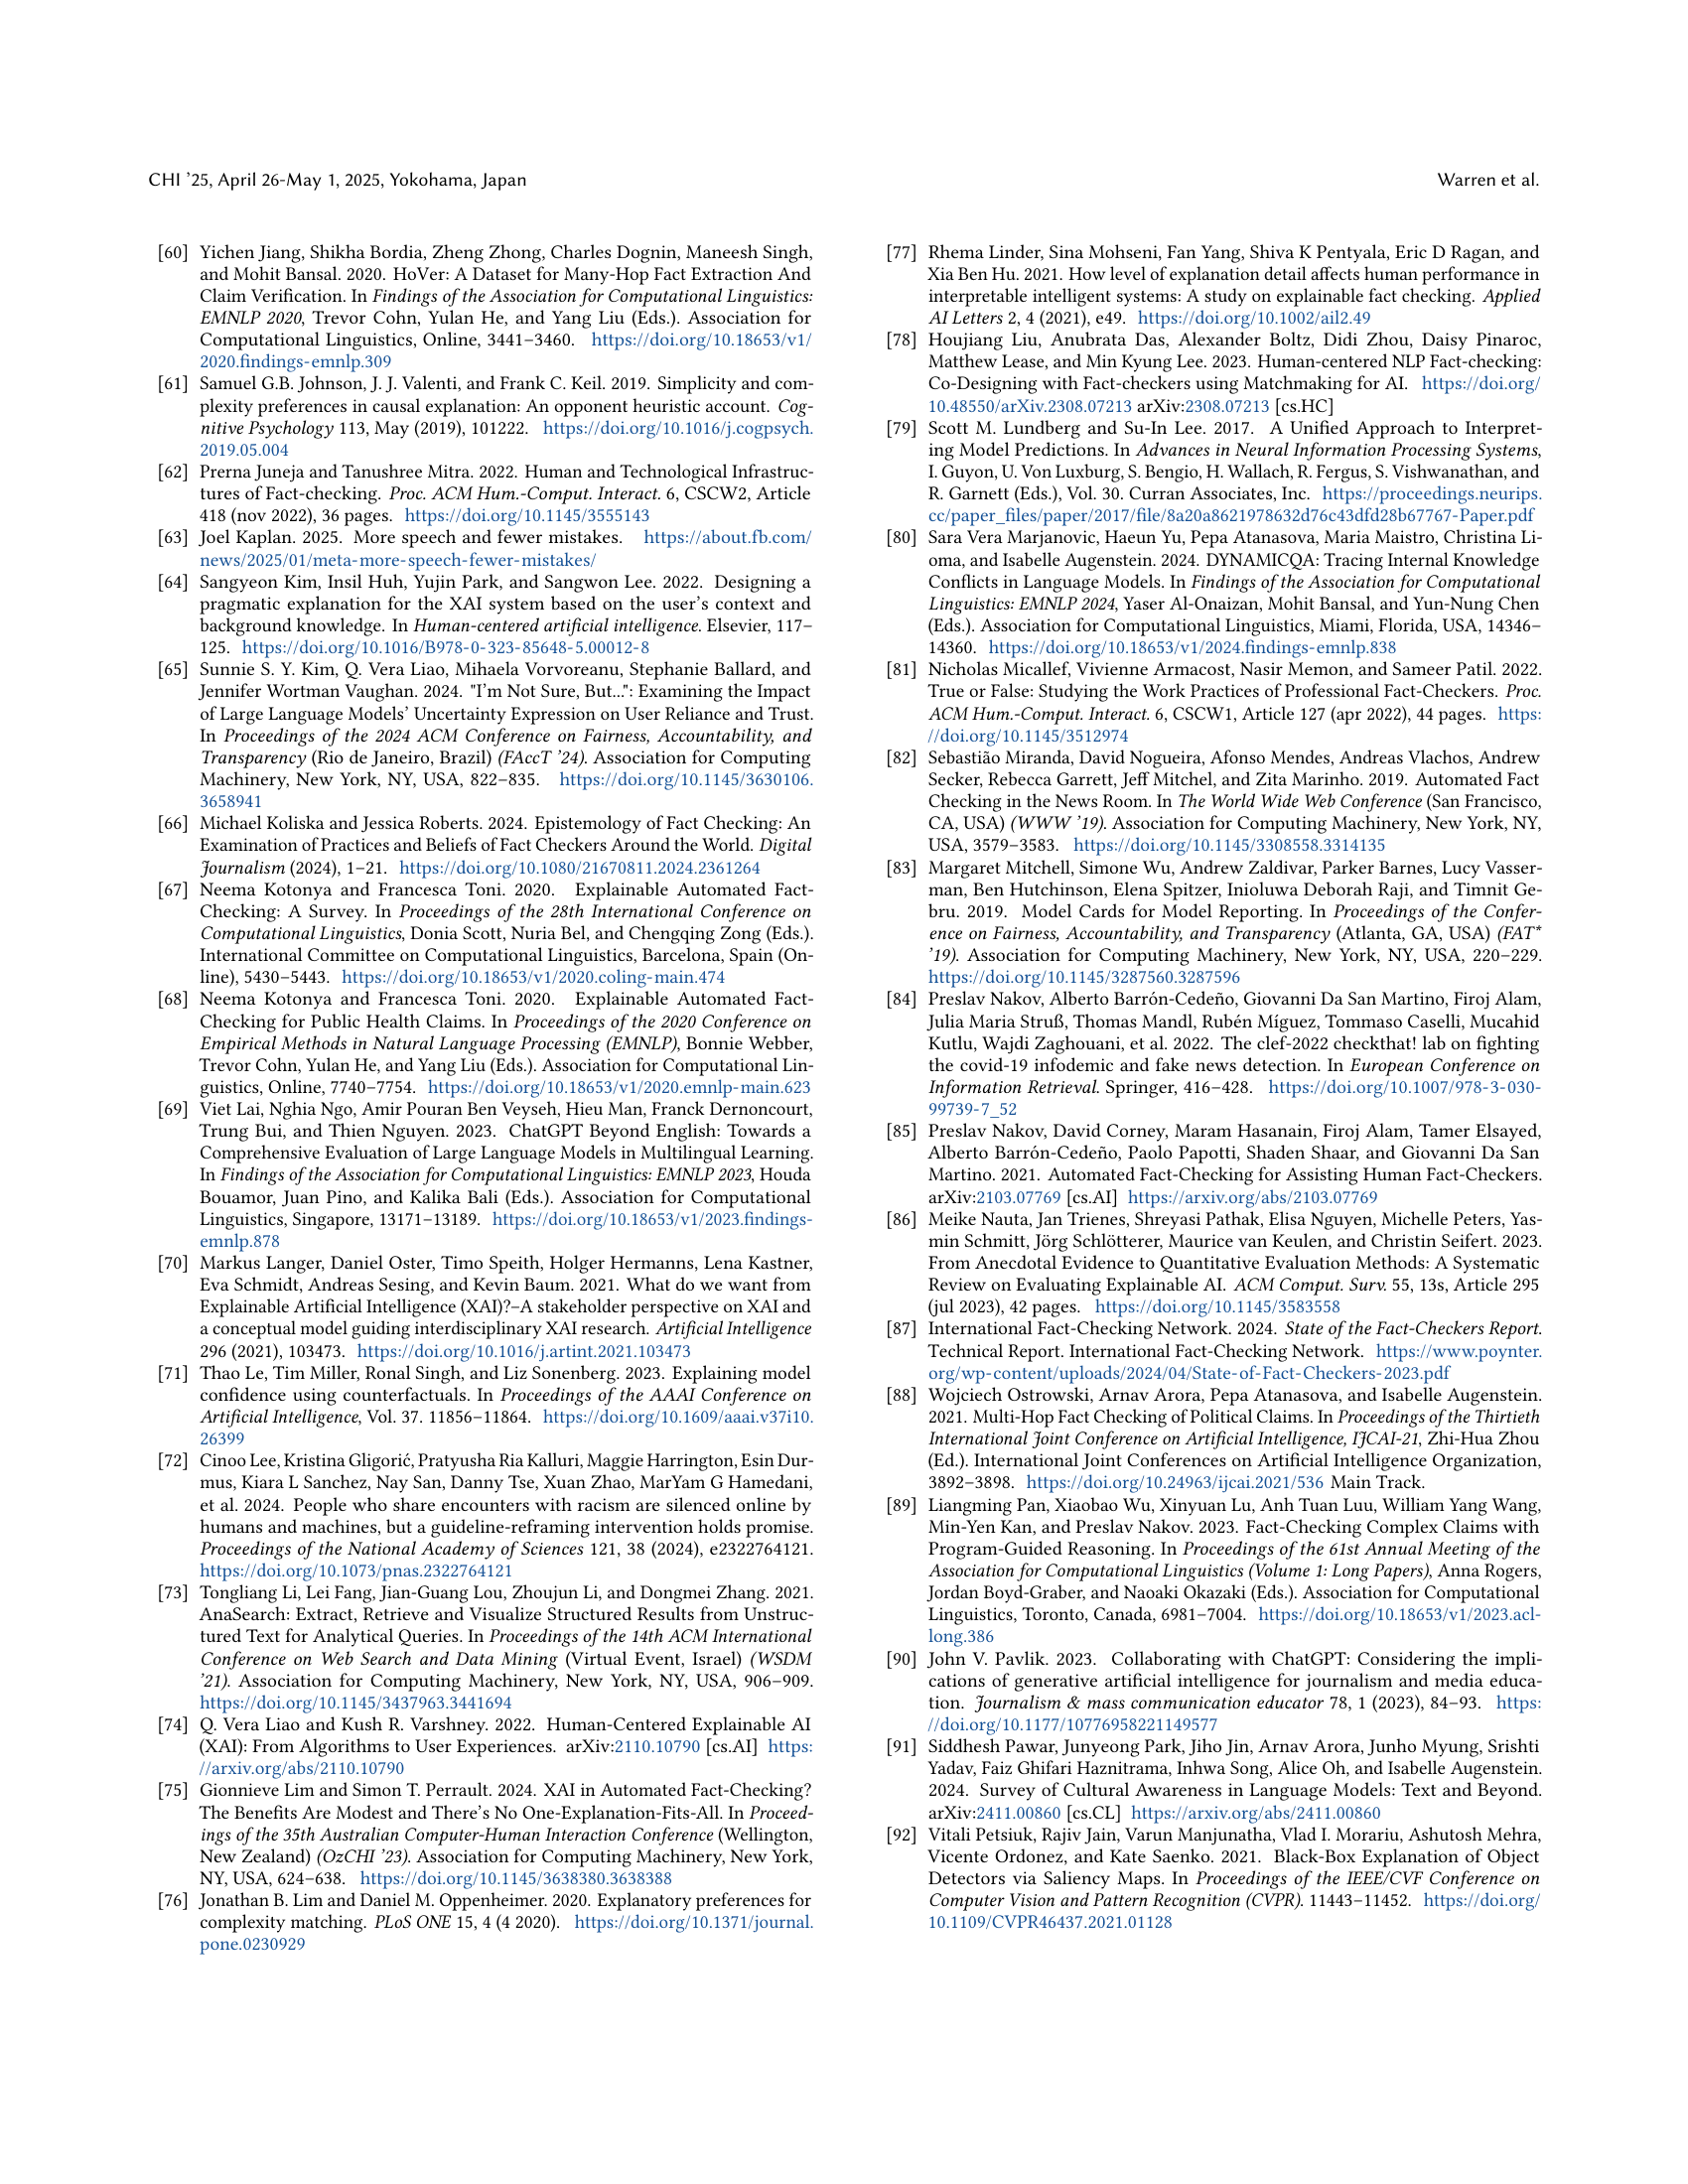 CHI ’25, April 26-May 1, 2025, Yokohama, Japan
Warren et al.
[60] Yichen Jiang, Shikha Bordia, Zheng Zhong, Charles Dognin, Maneesh Singh,
and Mohit Bansal. 2020. HoVer: A Dataset for Many-Hop Fact Extraction And
Claim Verification. In Findings of the Association for Computational Linguistics:
EMNLP 2020, Trevor Cohn, Yulan He, and Yang Liu (Eds.). Association for
Computational Linguistics, Online, 3441–3460. https://doi.org/10.18653/v1/
2020.findings-emnlp.309
[61] Samuel G.B. Johnson, J. J. Valenti, and Frank C. Keil. 2019. Simplicity and com-
plexity preferences in causal explanation: An opponent heuristic account. Cog-
nitive Psychology 113, May (2019), 101222. https://doi.org/10.1016/j.cogpsych.
2019.05.004
[62] Prerna Juneja and Tanushree Mitra. 2022. Human and Technological Infrastruc-
tures of Fact-checking. Proc. ACM Hum.-Comput. Interact. 6, CSCW2, Article
418 (nov 2022), 36 pages. https://doi.org/10.1145/3555143
[63] Joel Kaplan. 2025. More speech and fewer mistakes. https://about.fb.com/
news/2025/01/meta-more-speech-fewer-mistakes/
[64] Sangyeon Kim, Insil Huh, Yujin Park, and Sangwon Lee. 2022. Designing a
pragmatic explanation for the XAI system based on the user’s context and
background knowledge. In Human-centered artificial intelligence. Elsevier, 117–
125. https://doi.org/10.1016/B978-0-323-85648-5.00012-8
[65] Sunnie S. Y. Kim, Q. Vera Liao, Mihaela Vorvoreanu, Stephanie Ballard, and
Jennifer Wortman Vaughan. 2024. "I’m Not Sure, But...": Examining the Impact
of Large Language Models’ Uncertainty Expression on User Reliance and Trust.
In Proceedings of the 2024 ACM Conference on Fairness, Accountability, and
Transparency (Rio de Janeiro, Brazil) (FAccT ’24). Association for Computing
Machinery, New York, NY, USA, 822–835. https://doi.org/10.1145/3630106.
3658941
[66] Michael Koliska and Jessica Roberts. 2024. Epistemology of Fact Checking: An
Examination of Practices and Beliefs of Fact Checkers Around the World. Digital
Journalism (2024), 1–21. https://doi.org/10.1080/21670811.2024.2361264
[67] Neema Kotonya and Francesca Toni. 2020. Explainable Automated Fact-
Checking: A Survey. In Proceedings of the 28th International Conference on
Computational Linguistics, Donia Scott, Nuria Bel, and Chengqing Zong (Eds.).
International Committee on Computational Linguistics, Barcelona, Spain (On-
line), 5430–5443. https://doi.org/10.18653/v1/2020.coling-main.474
[68] Neema Kotonya and Francesca Toni. 2020. Explainable Automated Fact-
Checking for Public Health Claims. In Proceedings of the 2020 Conference on
Empirical Methods in Natural Language Processing (EMNLP), Bonnie Webber,
Trevor Cohn, Yulan He, and Yang Liu (Eds.). Association for Computational Lin-
guistics, Online, 7740–7754. https://doi.org/10.18653/v1/2020.emnlp-main.623
[69] Viet Lai, Nghia Ngo, Amir Pouran Ben Veyseh, Hieu Man, Franck Dernoncourt,
Trung Bui, and Thien Nguyen. 2023. ChatGPT Beyond English: Towards a
Comprehensive Evaluation of Large Language Models in Multilingual Learning.
In Findings of the Association for Computational Linguistics: EMNLP 2023, Houda
Bouamor, Juan Pino, and Kalika Bali (Eds.). Association for Computational
Linguistics, Singapore, 13171–13189. https://doi.org/10.18653/v1/2023.findings-
emnlp.878
[70] Markus Langer, Daniel Oster, Timo Speith, Holger Hermanns, Lena Kastner,
Eva Schmidt, Andreas Sesing, and Kevin Baum. 2021. What do we want from
Explainable Artificial Intelligence (XAI)?–A stakeholder perspective on XAI and
a conceptual model guiding interdisciplinary XAI research. Artificial Intelligence
296 (2021), 103473. https://doi.org/10.1016/j.artint.2021.103473
[71] Thao Le, Tim Miller, Ronal Singh, and Liz Sonenberg. 2023. Explaining model
confidence using counterfactuals. In Proceedings of the AAAI Conference on
Artificial Intelligence, Vol. 37. 11856–11864. https://doi.org/10.1609/aaai.v37i10.
26399
[72] Cinoo Lee, Kristina Gligorić, Pratyusha Ria Kalluri, Maggie Harrington, Esin Dur-
mus, Kiara L Sanchez, Nay San, Danny Tse, Xuan Zhao, MarYam G Hamedani,
et al. 2024. People who share encounters with racism are silenced online by
humans and machines, but a guideline-reframing intervention holds promise.
Proceedings of the National Academy of Sciences 121, 38 (2024), e2322764121.
https://doi.org/10.1073/pnas.2322764121
[73] Tongliang Li, Lei Fang, Jian-Guang Lou, Zhoujun Li, and Dongmei Zhang. 2021.
AnaSearch: Extract, Retrieve and Visualize Structured Results from Unstruc-
tured Text for Analytical Queries. In Proceedings of the 14th ACM International
Conference on Web Search and Data Mining (Virtual Event, Israel) (WSDM
’21). Association for Computing Machinery, New York, NY, USA, 906–909.
https://doi.org/10.1145/3437963.3441694
[74] Q. Vera Liao and Kush R. Varshney. 2022. Human-Centered Explainable AI
(XAI): From Algorithms to User Experiences. arXiv:2110.10790 [cs.AI] https:
//arxiv.org/abs/2110.10790
[75] Gionnieve Lim and Simon T. Perrault. 2024. XAI in Automated Fact-Checking?
The Benefits Are Modest and There’s No One-Explanation-Fits-All. In Proceed-
ings of the 35th Australian Computer-Human Interaction Conference (Wellington,
New Zealand) (OzCHI ’23). Association for Computing Machinery, New York,
NY, USA, 624–638. https://doi.org/10.1145/3638380.3638388
[76] Jonathan B. Lim and Daniel M. Oppenheimer. 2020. Explanatory preferences for
complexity matching. PLoS ONE 15, 4 (4 2020). https://doi.org/10.1371/journal.
pone.0230929
[77] Rhema Linder, Sina Mohseni, Fan Yang, Shiva K Pentyala, Eric D Ragan, and
Xia Ben Hu. 2021. How level of explanation detail affects human performance in
interpretable intelligent systems: A study on explainable fact checking. Applied
AI Letters 2, 4 (2021), e49. https://doi.org/10.1002/ail2.49
[78] Houjiang Liu, Anubrata Das, Alexander Boltz, Didi Zhou, Daisy Pinaroc,
Matthew Lease, and Min Kyung Lee. 2023. Human-centered NLP Fact-checking:
Co-Designing with Fact-checkers using Matchmaking for AI. https://doi.org/
10.48550/arXiv.2308.07213 arXiv:2308.07213 [cs.HC]
[79] Scott M. Lundberg and Su-In Lee. 2017. A Unified Approach to Interpret-
ing Model Predictions. In Advances in Neural Information Processing Systems,
I. Guyon, U. Von Luxburg, S. Bengio, H. Wallach, R. Fergus, S. Vishwanathan, and
R. Garnett (Eds.), Vol. 30. Curran Associates, Inc. https://proceedings.neurips.
cc/paper_files/paper/2017/file/8a20a8621978632d76c43dfd28b67767-Paper.pdf
[80] Sara Vera Marjanovic, Haeun Yu, Pepa Atanasova, Maria Maistro, Christina Li-
oma, and Isabelle Augenstein. 2024. DYNAMICQA: Tracing Internal Knowledge
Conflicts in Language Models. In Findings of the Association for Computational
Linguistics: EMNLP 2024, Yaser Al-Onaizan, Mohit Bansal, and Yun-Nung Chen
(Eds.). Association for Computational Linguistics, Miami, Florida, USA, 14346–
14360. https://doi.org/10.18653/v1/2024.findings-emnlp.838
[81] Nicholas Micallef, Vivienne Armacost, Nasir Memon, and Sameer Patil. 2022.
True or False: Studying the Work Practices of Professional Fact-Checkers. Proc.
ACM Hum.-Comput. Interact. 6, CSCW1, Article 127 (apr 2022), 44 pages. https:
//doi.org/10.1145/3512974
[82] Sebastião Miranda, David Nogueira, Afonso Mendes, Andreas Vlachos, Andrew
Secker, Rebecca Garrett, Jeff Mitchel, and Zita Marinho. 2019. Automated Fact
Checking in the News Room. In The World Wide Web Conference (San Francisco,
CA, USA) (WWW ’19). Association for Computing Machinery, New York, NY,
USA, 3579–3583. https://doi.org/10.1145/3308558.3314135
[83] Margaret Mitchell, Simone Wu, Andrew Zaldivar, Parker Barnes, Lucy Vasser-
man, Ben Hutchinson, Elena Spitzer, Inioluwa Deborah Raji, and Timnit Ge-
bru. 2019. Model Cards for Model Reporting. In Proceedings of the Confer-
ence on Fairness, Accountability, and Transparency (Atlanta, GA, USA) (FAT*
’19). Association for Computing Machinery, New York, NY, USA, 220–229.
https://doi.org/10.1145/3287560.3287596
[84] Preslav Nakov, Alberto Barrón-Cedeño, Giovanni Da San Martino, Firoj Alam,
Julia Maria Struß, Thomas Mandl, Rubén Míguez, Tommaso Caselli, Mucahid
Kutlu, Wajdi Zaghouani, et al. 2022. The clef-2022 checkthat! lab on fighting
the covid-19 infodemic and fake news detection. In European Conference on
Information Retrieval. Springer, 416–428. https://doi.org/10.1007/978-3-030-
99739-7_52
[85] Preslav Nakov, David Corney, Maram Hasanain, Firoj Alam, Tamer Elsayed,
Alberto Barrón-Cedeño, Paolo Papotti, Shaden Shaar, and Giovanni Da San
Martino. 2021. Automated Fact-Checking for Assisting Human Fact-Checkers.
arXiv:2103.07769 [cs.AI] https://arxiv.org/abs/2103.07769
[86] Meike Nauta, Jan Trienes, Shreyasi Pathak, Elisa Nguyen, Michelle Peters, Yas-
min Schmitt, Jörg Schlötterer, Maurice van Keulen, and Christin Seifert. 2023.
From Anecdotal Evidence to Quantitative Evaluation Methods: A Systematic
Review on Evaluating Explainable AI. ACM Comput. Surv. 55, 13s, Article 295
(jul 2023), 42 pages. https://doi.org/10.1145/3583558
[87] International Fact-Checking Network. 2024. State of the Fact-Checkers Report.
Technical Report. International Fact-Checking Network. https://www.poynter.
org/wp-content/uploads/2024/04/State-of-Fact-Checkers-2023.pdf
[88] Wojciech Ostrowski, Arnav Arora, Pepa Atanasova, and Isabelle Augenstein.
2021. Multi-Hop Fact Checking of Political Claims. In Proceedings of the Thirtieth
International Joint Conference on Artificial Intelligence, IJCAI-21, Zhi-Hua Zhou
(Ed.). International Joint Conferences on Artificial Intelligence Organization,
3892–3898. https://doi.org/10.24963/ijcai.2021/536 Main Track.
[89] Liangming Pan, Xiaobao Wu, Xinyuan Lu, Anh Tuan Luu, William Yang Wang,
Min-Yen Kan, and Preslav Nakov. 2023. Fact-Checking Complex Claims with
Program-Guided Reasoning. In Proceedings of the 61st Annual Meeting of the
Association for Computational Linguistics (Volume 1: Long Papers), Anna Rogers,
Jordan Boyd-Graber, and Naoaki Okazaki (Eds.). Association for Computational
Linguistics, Toronto, Canada, 6981–7004. https://doi.org/10.18653/v1/2023.acl-
long.386
[90] John V. Pavlik. 2023. Collaborating with ChatGPT: Considering the impli-
cations of generative artificial intelligence for journalism and media educa-
tion. Journalism & mass communication educator 78, 1 (2023), 84–93. https:
//doi.org/10.1177/10776958221149577
[91] Siddhesh Pawar, Junyeong Park, Jiho Jin, Arnav Arora, Junho Myung, Srishti
Yadav, Faiz Ghifari Haznitrama, Inhwa Song, Alice Oh, and Isabelle Augenstein.
2024. Survey of Cultural Awareness in Language Models: Text and Beyond.
arXiv:2411.00860 [cs.CL] https://arxiv.org/abs/2411.00860
[92] Vitali Petsiuk, Rajiv Jain, Varun Manjunatha, Vlad I. Morariu, Ashutosh Mehra,
Vicente Ordonez, and Kate Saenko. 2021. Black-Box Explanation of Object
Detectors via Saliency Maps. In Proceedings of the IEEE/CVF Conference on
Computer Vision and Pattern Recognition (CVPR). 11443–11452. https://doi.org/
10.1109/CVPR46437.2021.01128